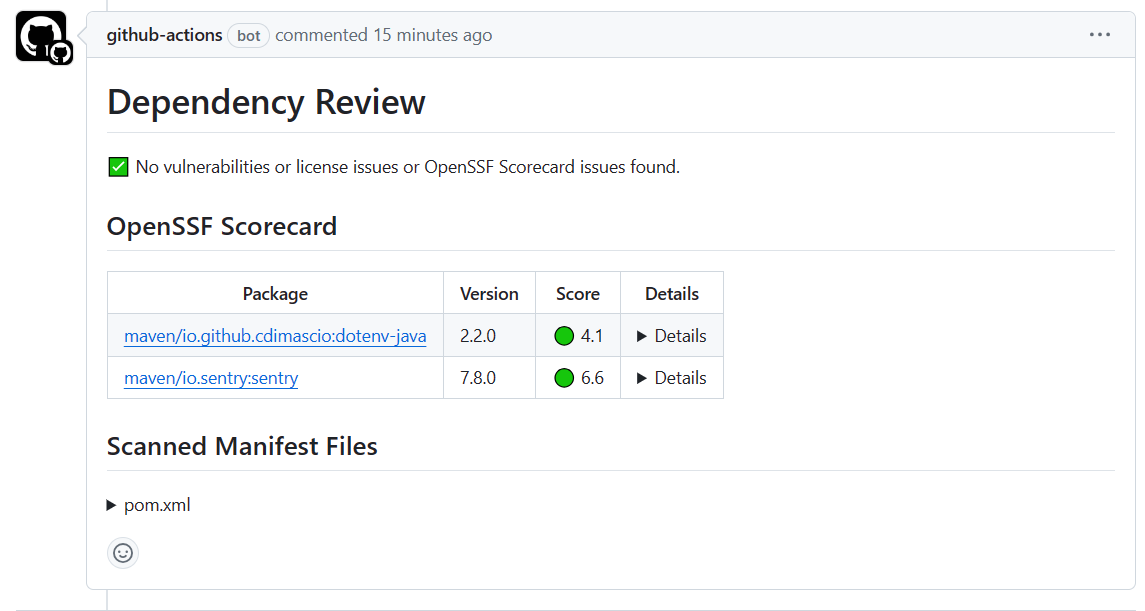 github-actions bot commented 15 minutes ago
Dependency Review
No vulnerabilities or license issues or OpenSSF Scorecard issues found.
OpenSSF Scorecard
Package Version Score Details
maven/io.github.cdimascio:dotenv-java 2.2.0 4.1 Details
maven/io.sentry:sentry 7.8.0 6.6 Details
Scanned Manifest Files
pom.xml